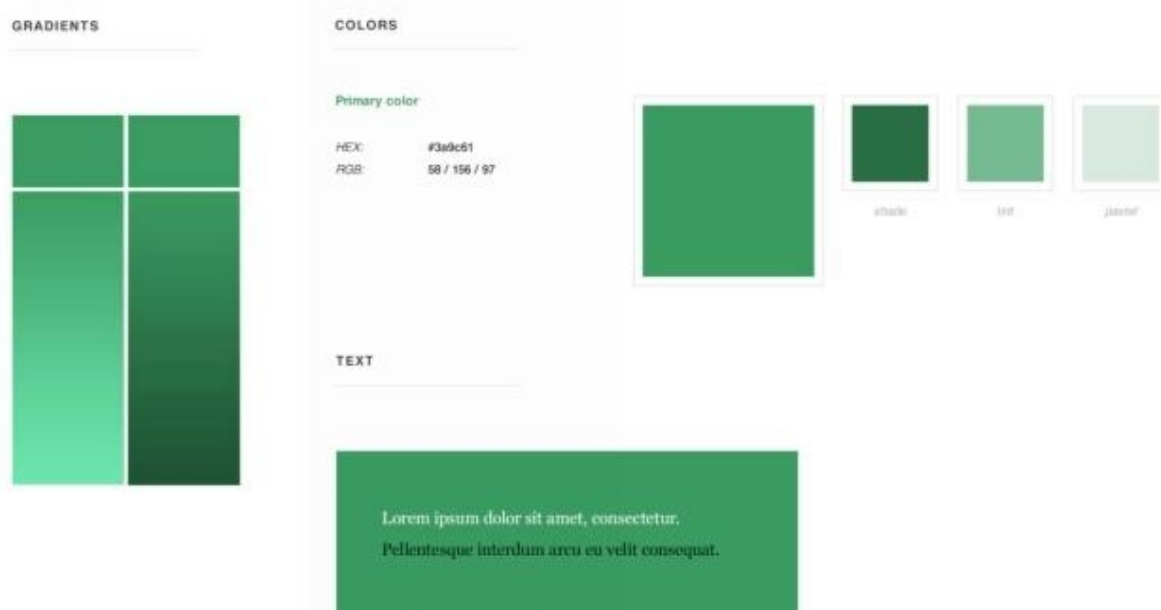 GRADIENTS
COLORS
Primary color
HEX: #3a9c61
RGB: 58 / 156 / 97
shade
tint
pastel
TEXT
Lorem ipsum dolor sit amet, consectetur.
Pellentesque interdum arcu eu velit consequat.